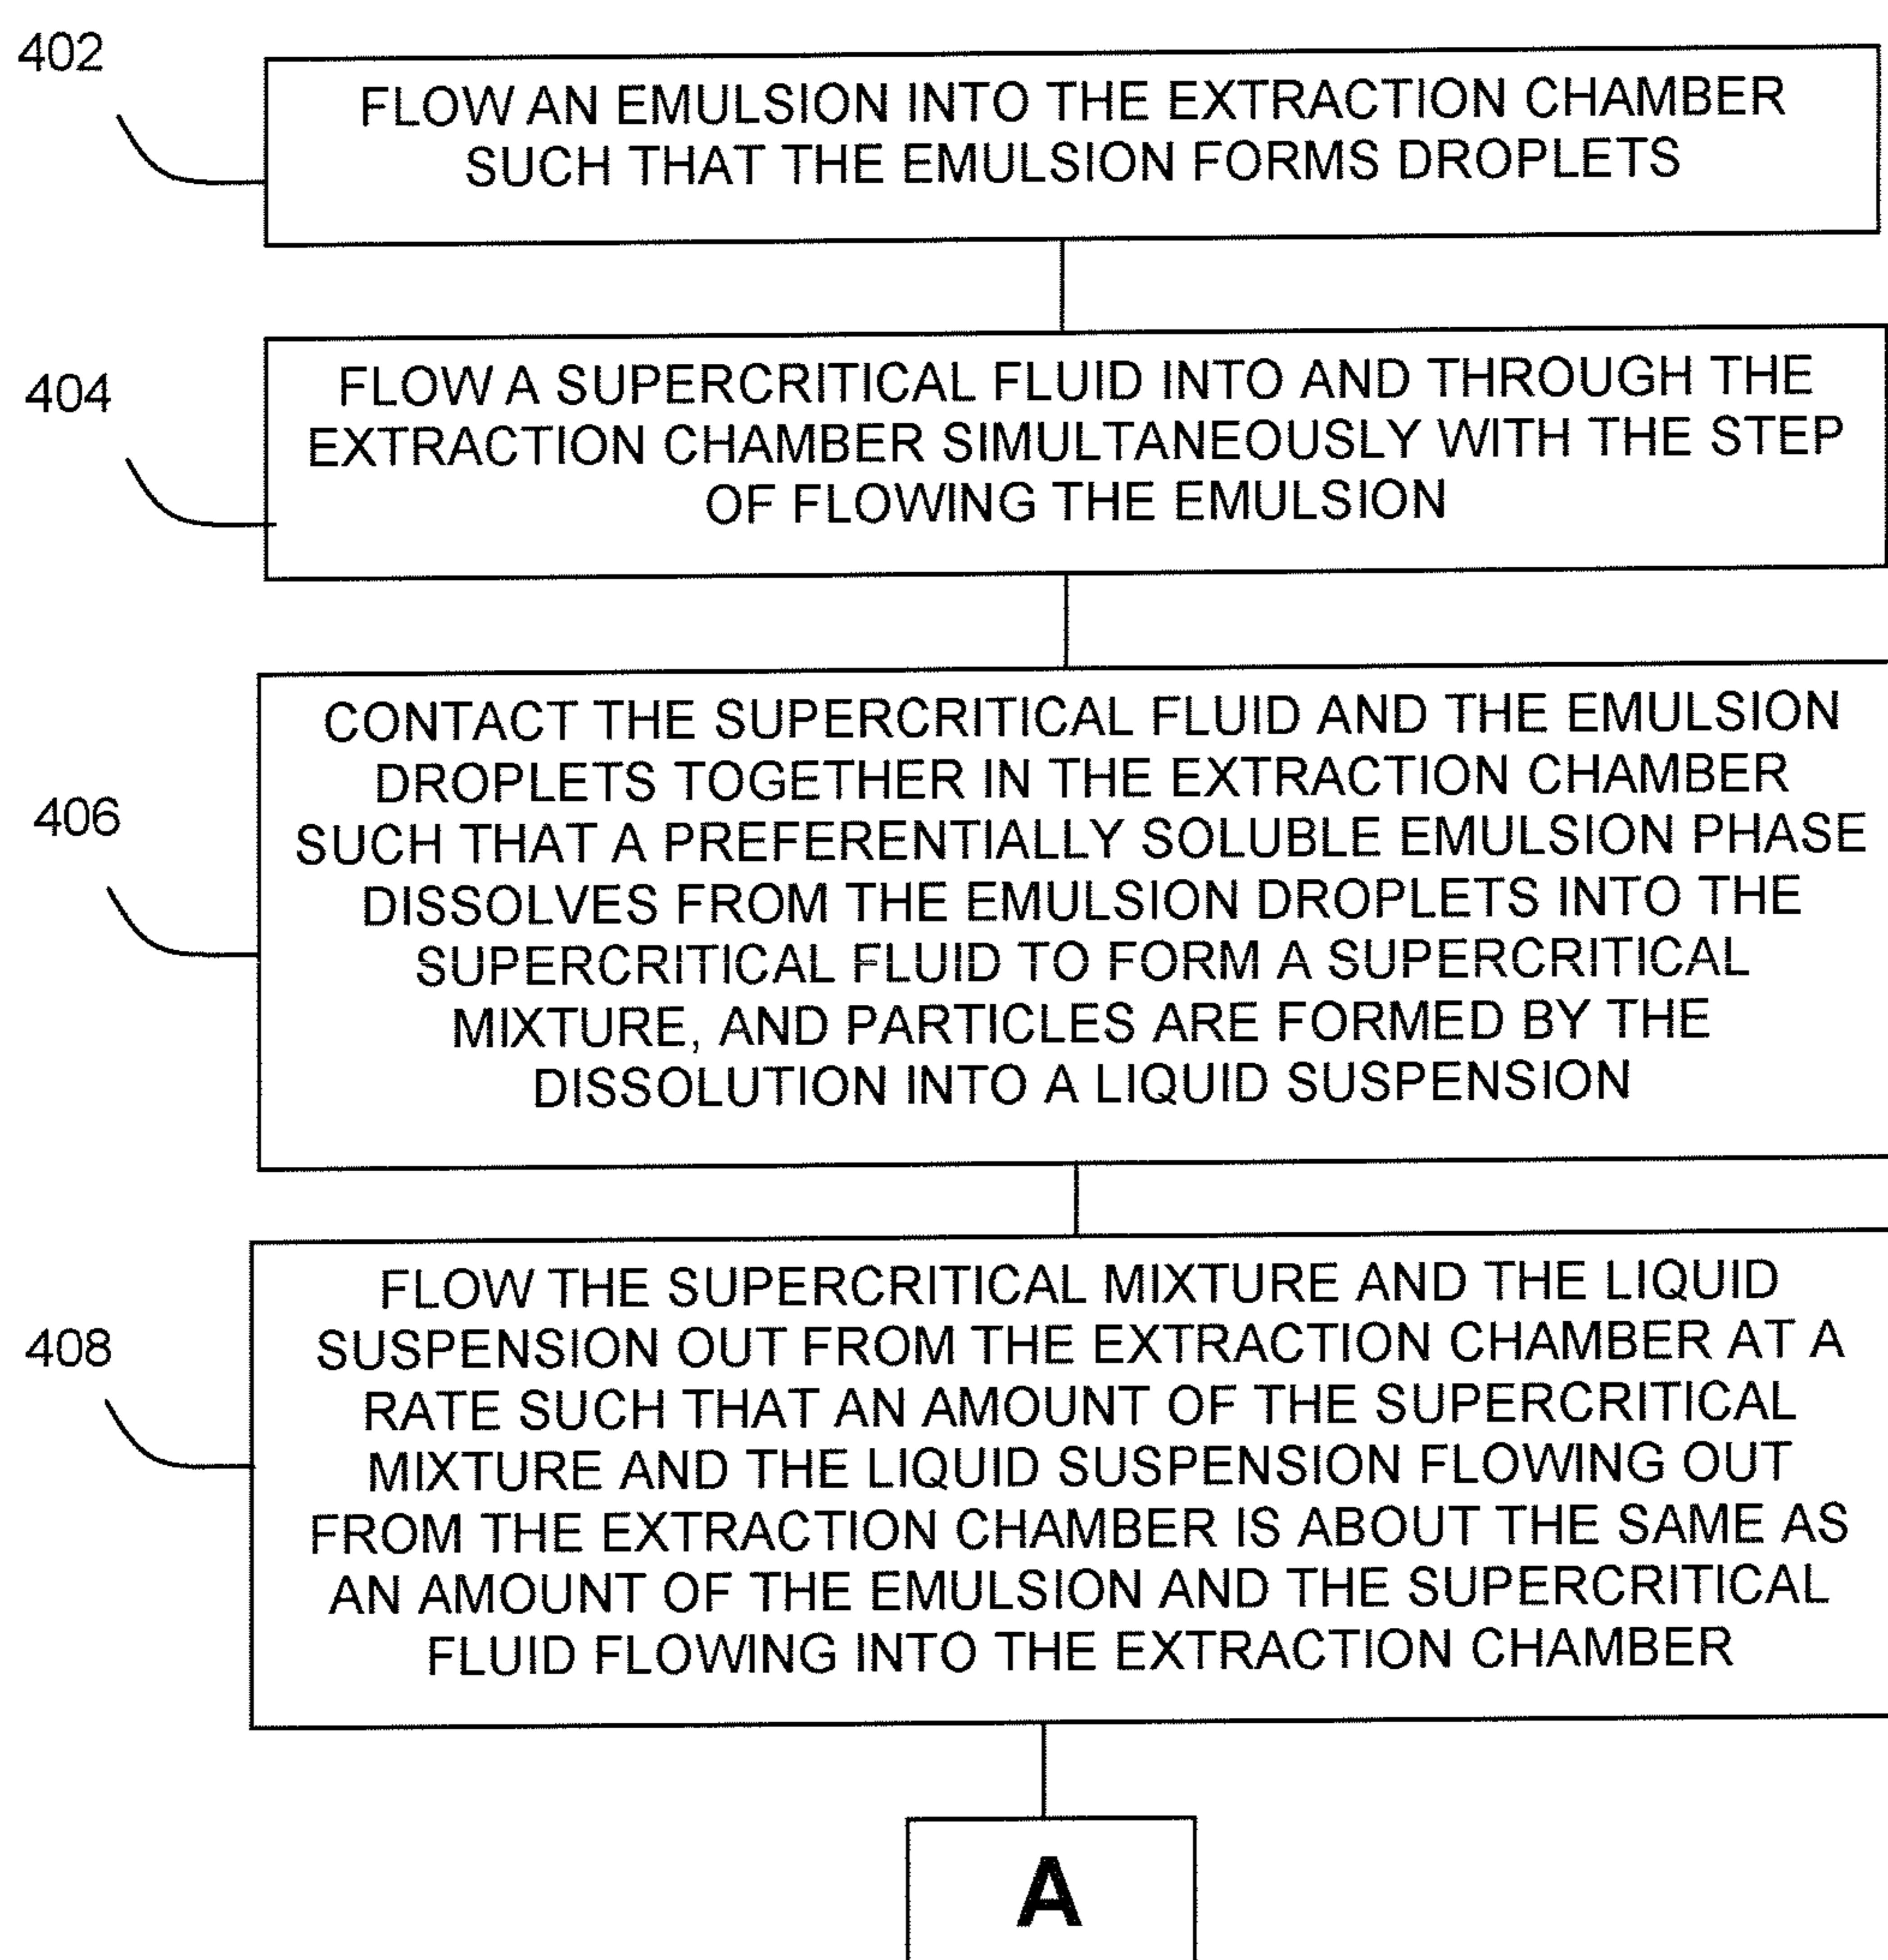 402
FLOW AN EMULSION INTO THE EXTRACTION CHAMBER
SUCH THAT THE EMULSION FORMS DROPLETS
404
FLOW A SUPERCRITICAL FLUID INTO AND THROUGH THE
EXTRACTION CHAMBER SIMULTANEOUSLY WITH THE STEP
OF FLOWING THE EMULSION
406
CONTACT THE SUPERCRITICAL FLUID AND THE EMULSION
DROPLETS TOGETHER IN THE EXTRACTION CHAMBER
SUCH THAT A PREFERENTIALLY SOLUBLE EMULSION PHASE
DISSOLVES FROM THE EMULSION DROPLETS INTO THE
SUPERCRITICAL FLUID TO FORM A SUPERCRITICAL
MIXTURE, AND PARTICLES ARE FORMED BY THE
DISSOLUTION INTO A LIQUID SUSPENSION
408
FLOW THE SUPERCRITICAL MIXTURE AND THE LIQUID
SUSPENSION OUT FROM THE EXTRACTION CHAMBER AT A
RATE SUCH THAT AN AMOUNT OF THE SUPERCRITICAL
MIXTURE AND THE LIQUID SUSPENSION FLOWING OUT
FROM THE EXTRACTION CHAMBER IS ABOUT THE SAME AS
AN AMOUNT OF THE EMULSION AND THE SUPERCRITICAL
FLUID FLOWING INTO THE EXTRACTION CHAMBER
A